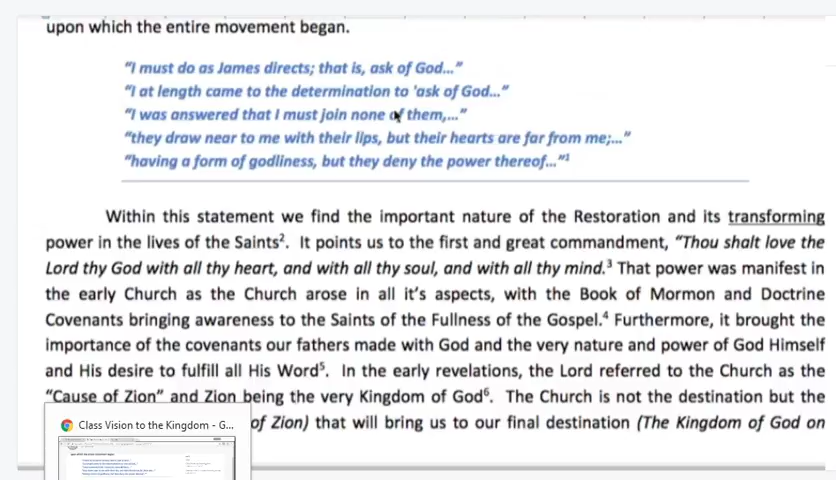 upon which the entire movement began.
"I must do as James directs; that is, ask of God..."
"I at length came to the determination to 'ask of God..."
"I was answered that I must join none of them,..."
"they draw near to me with their lips, but their hearts are far from me;..."
"having a form of godliness, but they deny the power thereof..."1
Within this statement we find the important nature of the Restoration and its transforming
power in the lives of the Saints2. It points us to the first and great commandment, "Thou shalt love the
Lord thy God with all thy heart, and with all thy soul, and with all thy mind.3 That power was manifest in
the early Church as the Church arose in all it's aspects, with the Book of Mormon and Doctrine
Covenants bringing awareness to the Saints of the Fullness of the Gospel.4 Furthermore, it brought the
importance of the covenants our fathers made with God and the very nature and power of God Himself
and His desire to fulfill all His Word5. In the early revelations, the Lord referred to the Church as the
"Cause of Zion" and Zion being the very Kingdom of God6. The Church is not the destination but the
of Zion) that will bring us to our final destination (The Kingdom of God on
Class Vision to the Kingdom - G...